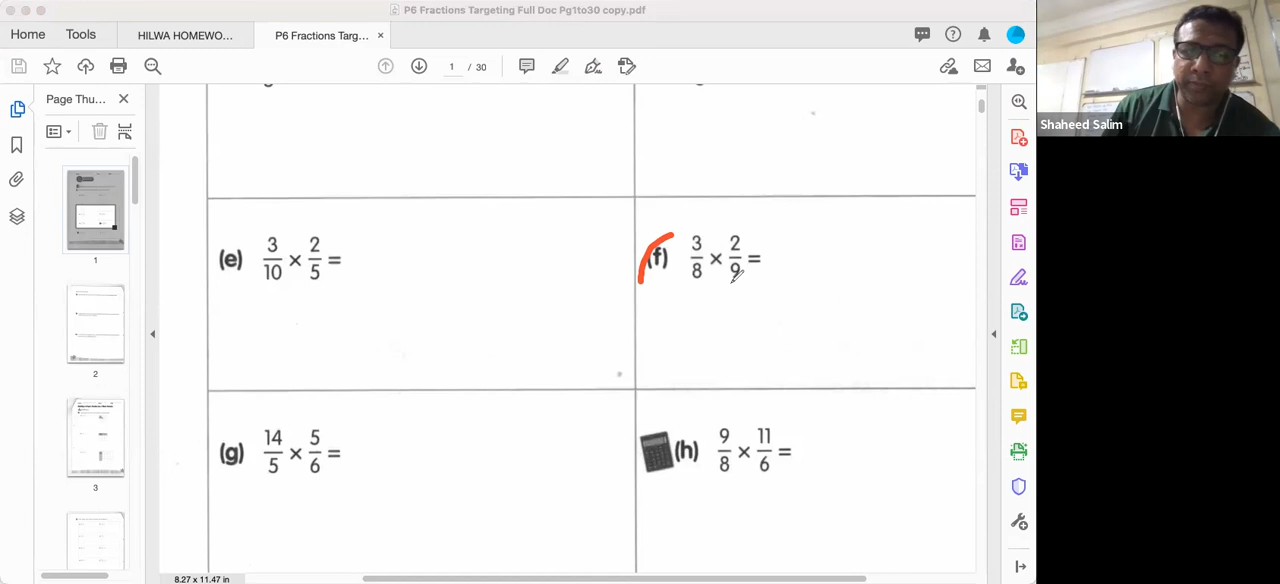 P6 Fractions Targeting Full Doc Pg1to30 copy.pdf
Home Tools HILWA HOMEWO... P6 Fractions Targ... ×
1 / 30
Page Thu... ×
1
2
3
(e) 3/10 × 2/5 =
(f) 3/8 × 2/9 =
(g) 14/5 × 5/6 =
(h) 9/8 × 11/6 =
8.27 x 11.47 in
Shaheed Salim